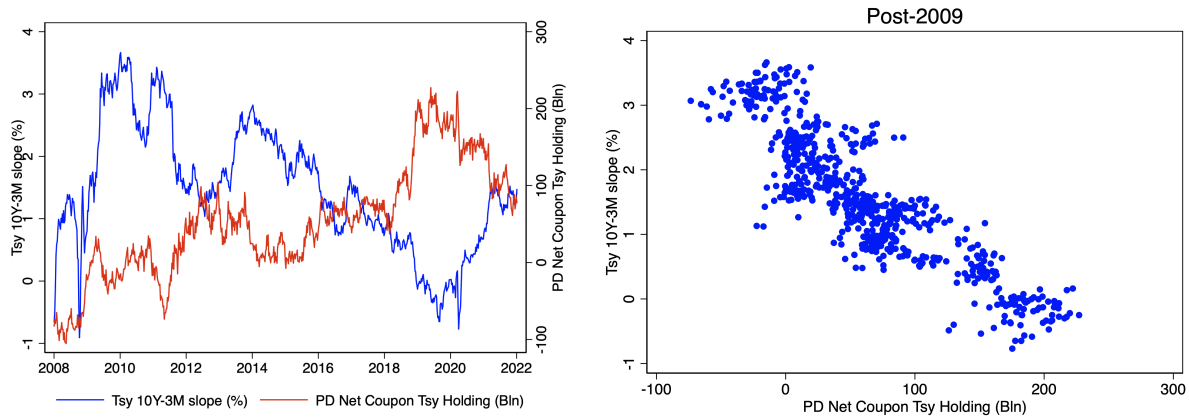 Tsy 10Y-3M slope (%)
4
3
2
1
0
-1
2008 2010 2012 2014 2016 2018 2020 2022
300
200
100
0
-100
PD Net Coupon Tsy Holding (Bln)
Tsy 10Y-3M slope (%) PD Net Coupon Tsy Holding (Bln)
Post-2009
Tsy 10Y-3M slope (%)
4
3
2
1
0
-1
-100 0 100 200 300
PD Net Coupon Tsy Holding (Bln)